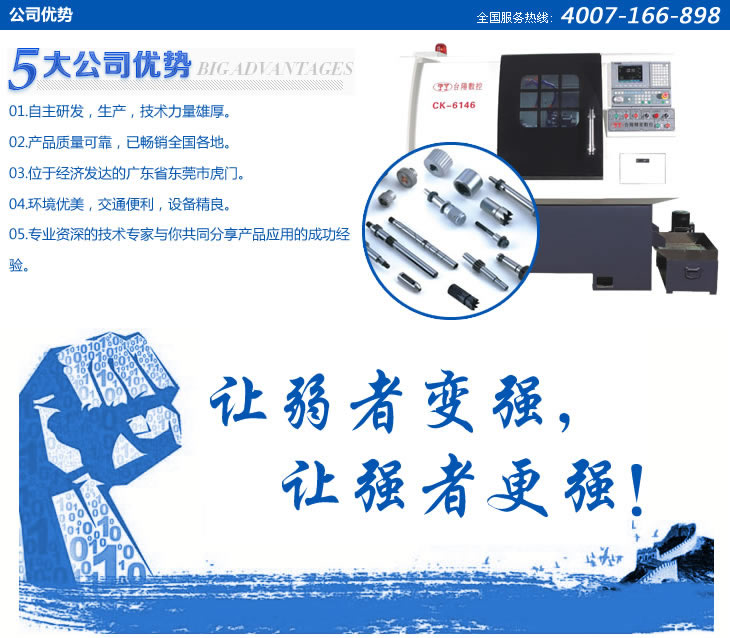 公司优势
全国服务热线: 4007-166-898
5大公司优势 BIG ADVANTAGES
01.自主研发，生产，技术力量雄厚。
02.产品质量可靠，已畅销全国各地。
03.位于经济发达的广东省东莞市虎门。
04.环境优美，交通便利，设备精良。
05.专业资深的技术专家与你共同分享产品应用的成功经
验。
台陽数控
CK-6146
让弱者变强，
让强者更强！